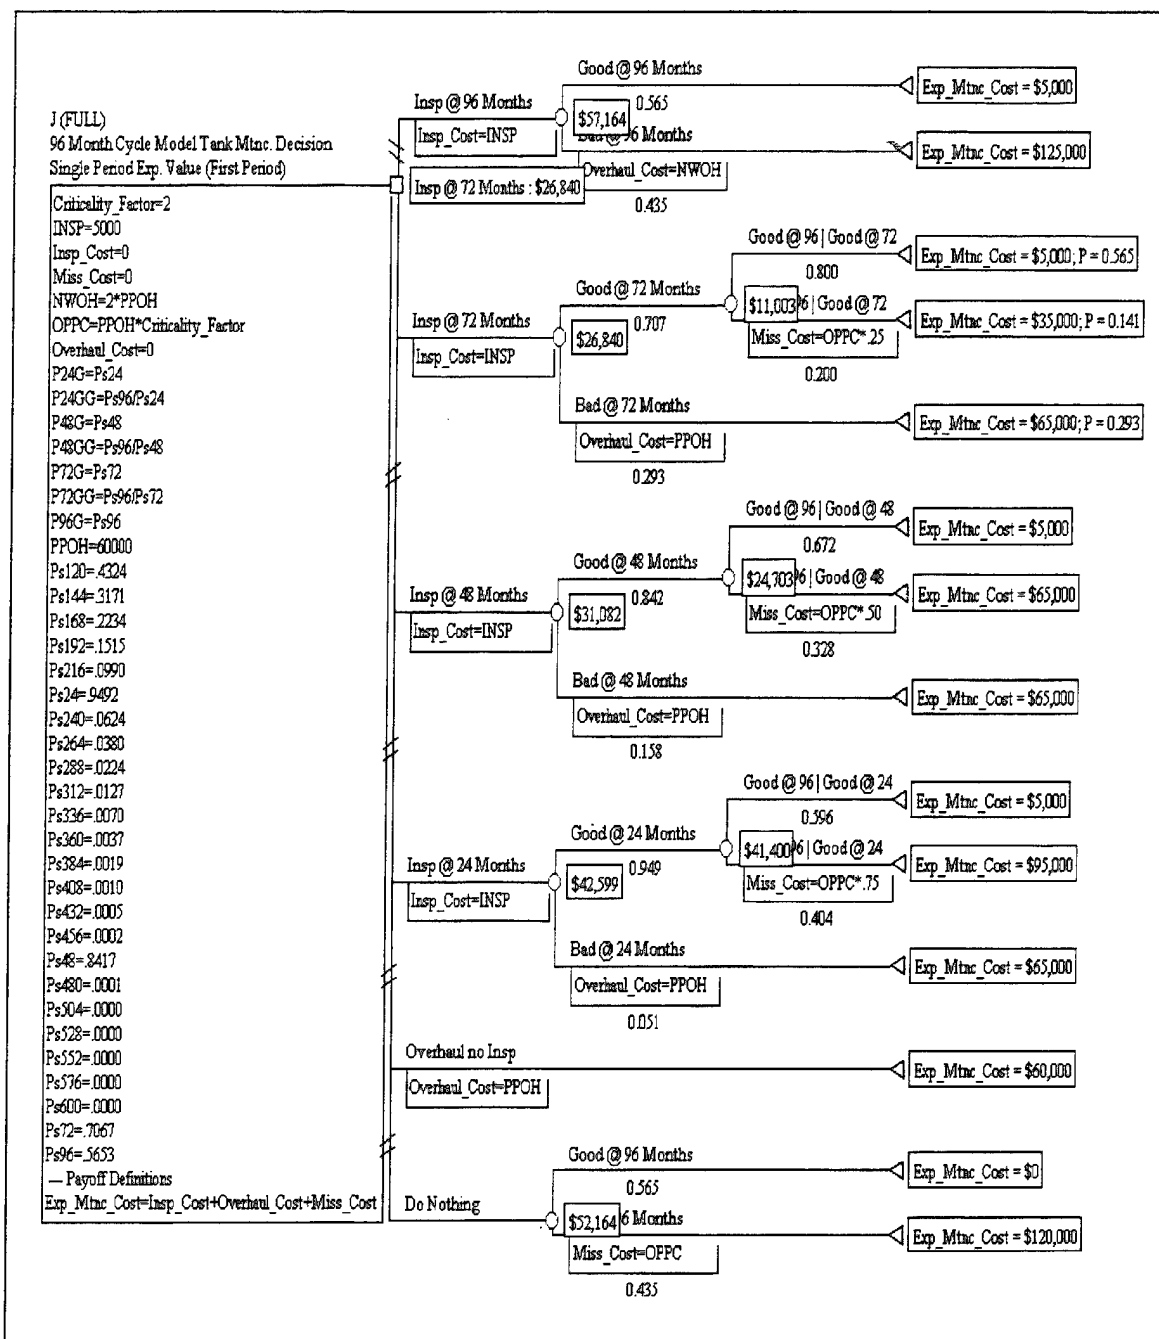 J (FULL)
96 Month Cycle Model Tank Mtnc. Decision
Single Period Exp. Value (First Period)
Criticality_Factor=2
INSP=5000
Insp_Cost=0
Miss_Cost=0
NWOH=2*PPOH
OPPC=PPOH*Criticality_Factor
Overhaul_Cost=0
P24G=Ps24
P24GG=Ps96/Ps24
P48G=Ps48
P48GG=Ps96/Ps48
P72G=Ps72
P72GG=Ps96/Ps72
P96G=Ps96
PPOH=60000
Ps120=.4324
Ps144=.3171
Ps168=.2234
Ps192=.1515
Ps216=.0990
Ps24=.9492
Ps240=.0624
Ps264=.0380
Ps288=.0224
Ps312=.0127
Ps336=.0070
Ps360=.0037
Ps384=.0019
Ps408=.0010
Ps432=.0005
Ps456=.0002
Ps48=.8417
Ps480=.0001
Ps504=.0000
Ps528=.0000
Ps552=.0000
Ps576=.0000
Ps600=.0000
Ps72=.7067
Ps96=.5653
— Payoff Definitions
Exp_Mtnc_Cost=Insp_Cost+Overhaul_Cost+Miss_Cost
Insp @ 96 Months
Insp_Cost=INSP
$57,164
Good @ 96 Months
0.565
Exp_Mtnc_Cost = $5,000
Bad @ 96 Months
Overhaul_Cost=NWOH
0.435
Exp_Mtnc_Cost = $125,000
Insp @ 72 Months : $26,840
Insp @ 72 Months
Insp_Cost=INSP
$26,840
Good @ 72 Months
0.707
$11,003
Good @ 96 | Good @ 72
0.800
Exp_Mtnc_Cost = $5,000; P = 0.565
6 | Good @ 72
Miss_Cost=OPPC*.25
0.200
Exp_Mtnc_Cost = $35,000; P = 0.141
Bad @ 72 Months
Overhaul_Cost=PPOH
0.293
Exp_Mtnc_Cost = $65,000; P = 0.293
Insp @ 48 Months
Insp_Cost=INSP
$31,082
Good @ 48 Months
0.842
$24,703
Good @ 96 | Good @ 48
0.672
Exp_Mtnc_Cost = $5,000
6 | Good @ 48
Miss_Cost=OPPC*.50
0.328
Exp_Mtnc_Cost = $65,000
Bad @ 48 Months
Overhaul_Cost=PPOH
0.158
Exp_Mtnc_Cost = $65,000
Insp @ 24 Months
Insp_Cost=INSP
$42,599
Good @ 24 Months
0.949
$41,400
Good @ 96 | Good @ 24
0.596
Exp_Mtnc_Cost = $5,000
6 | Good @ 24
Miss_Cost=OPPC*.75
0.404
Exp_Mtnc_Cost = $95,000
Bad @ 24 Months
Overhaul_Cost=PPOH
0.051
Exp_Mtnc_Cost = $65,000
Overhaul no Insp
Overhaul_Cost=PPOH
Exp_Mtnc_Cost = $60,000
Do Nothing
$52,164
Good @ 96 Months
0.565
Exp_Mtnc_Cost = $0
6 Months
Miss_Cost=OPPC
0.435
Exp_Mtnc_Cost = $120,000